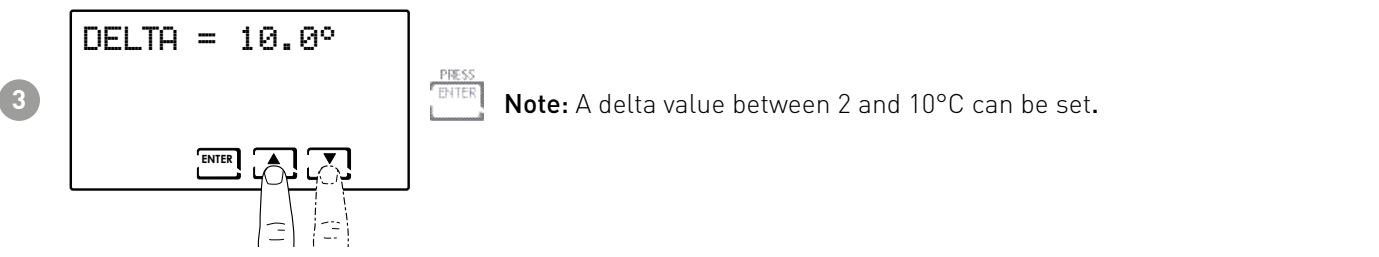 DELTA = 10.0°
3
PRESS
ENTER
Note: A delta value between 2 and 10°C can be set.
ENTER ▲ ▼